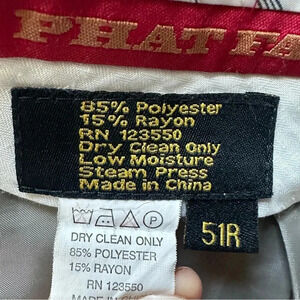 PHAT FA
85% Polyester
15% Rayon
RN 123550
Dry Clean Only
Low Moisture
Steam Press
Made in China
51R
P
DRY CLEAN ONLY
85% POLYESTER
15% RAYON
RN 123550